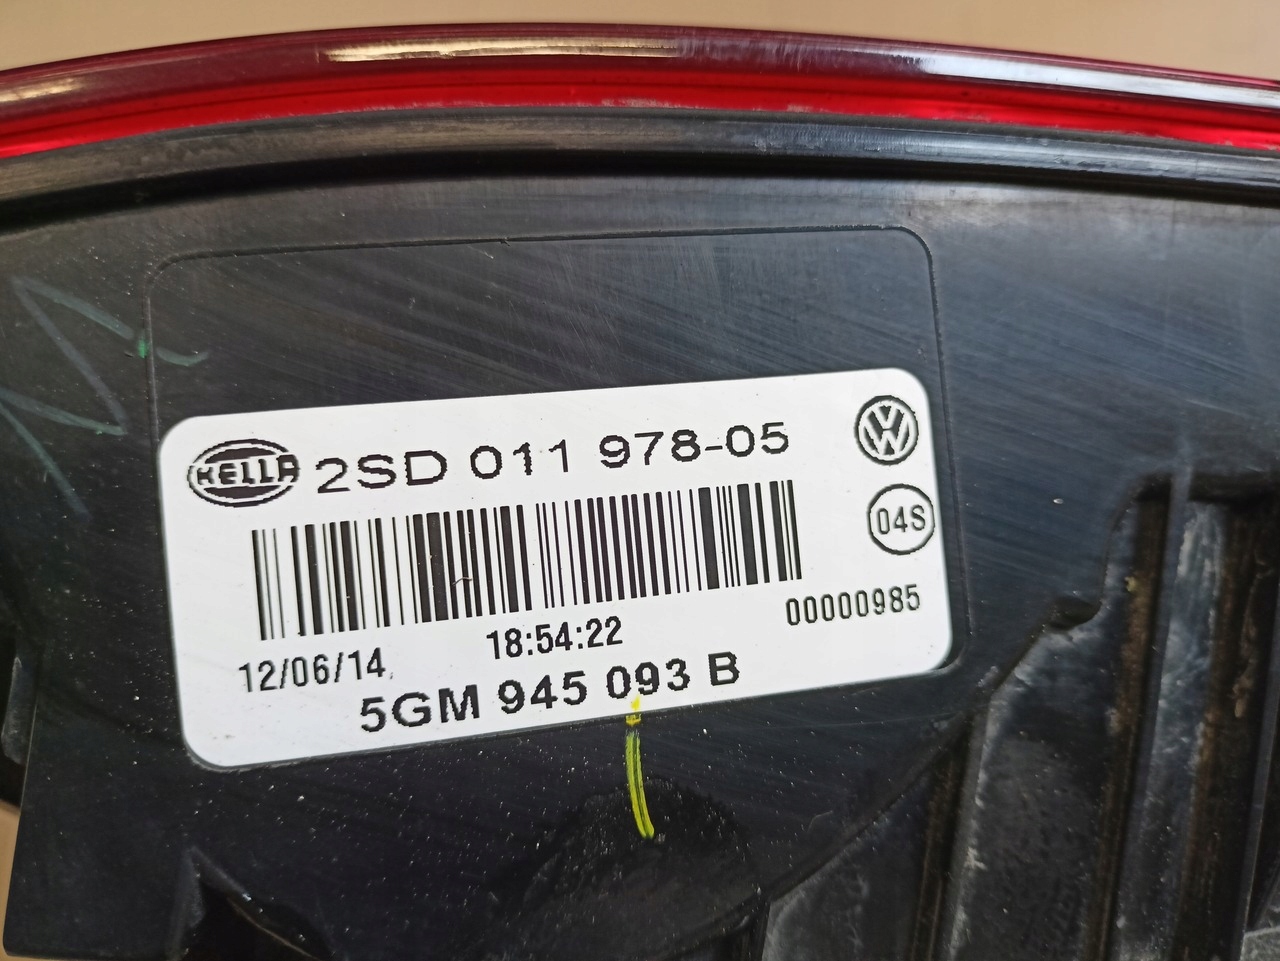 HELLA 2SD 011 978-05
04S
00000985
12/06/14 18:54:22
5GM 945 093 B